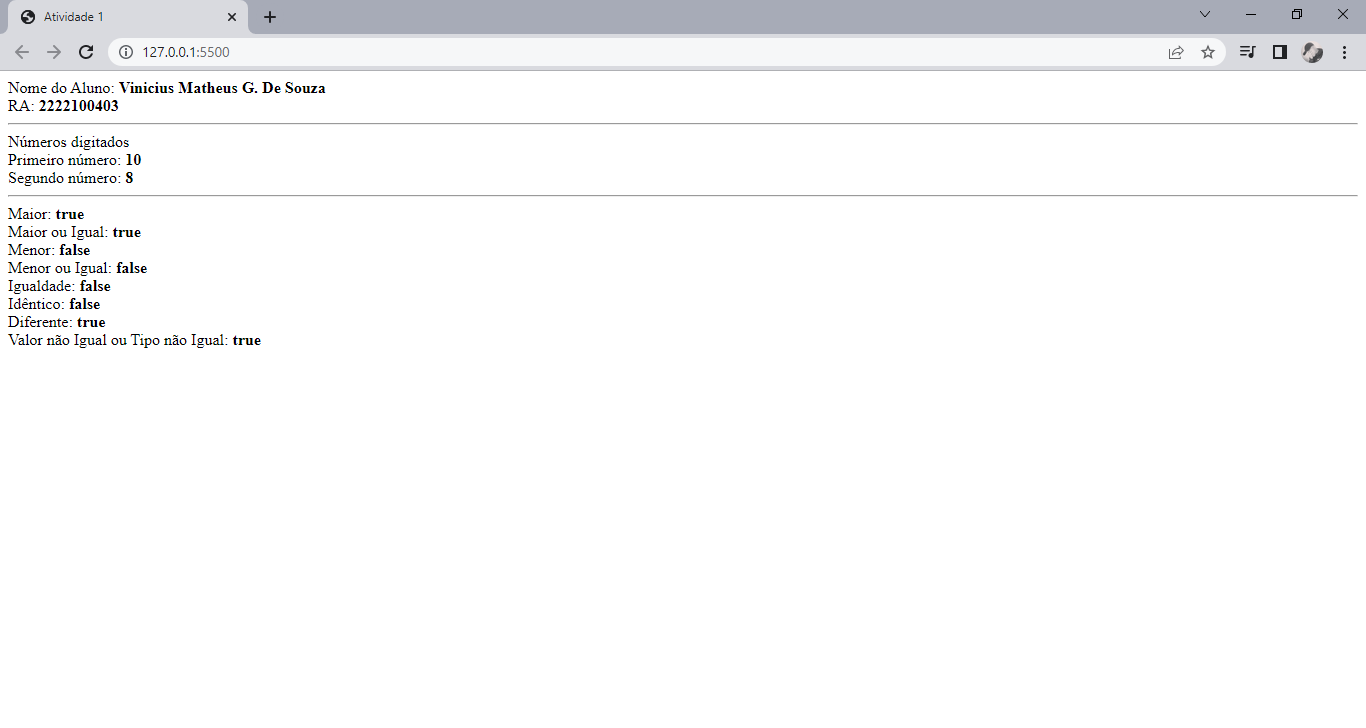 Atividade 1
127.0.0.1:5500
Nome do Aluno: Vinicius Matheus G. De Souza
RA: 2222100403
Números digitados
Primeiro número: 10
Segundo número: 8
Maior: true
Maior ou Igual: true
Menor: false
Menor ou Igual: false
Igualdade: false
Idêntico: false
Diferente: true
Valor não Igual ou Tipo não Igual: true